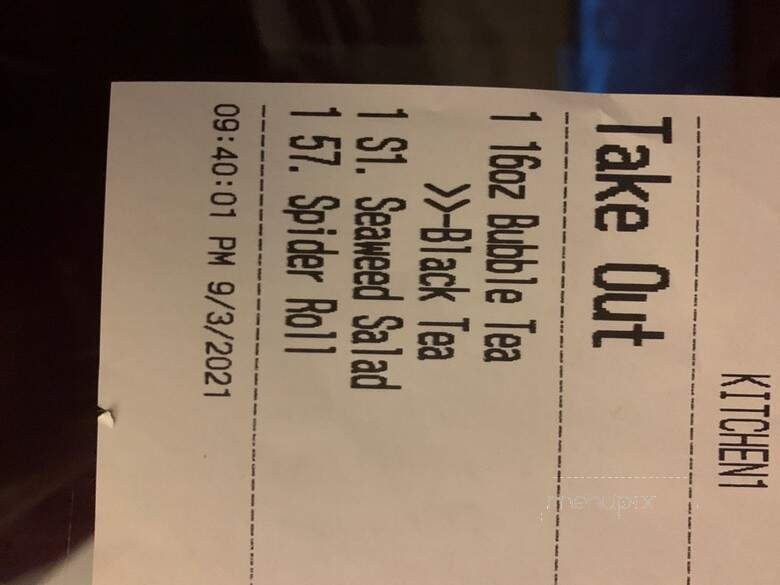 KITCHEN1
Take Out
1 16oz Bubble Tea
>>-Black Tea
1 S1. Seaweed Salad
1 57. Spider Roll
09:40:01 PM 9/3/2021
menupix